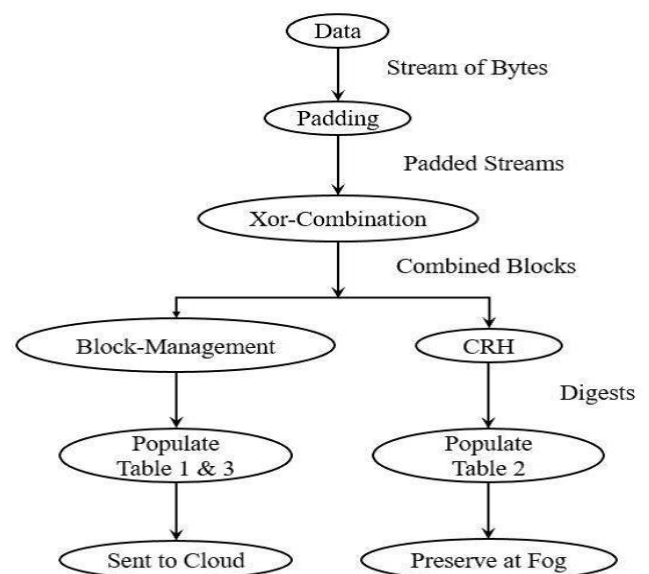 Data
Stream of Bytes
Padding
Padded Streams
Xor-Combination
Combined Blocks
Block-Management
CRH
Digests
Populate
Table 1 & 3
Populate
Table 2
Sent to Cloud
Preserve at Fog